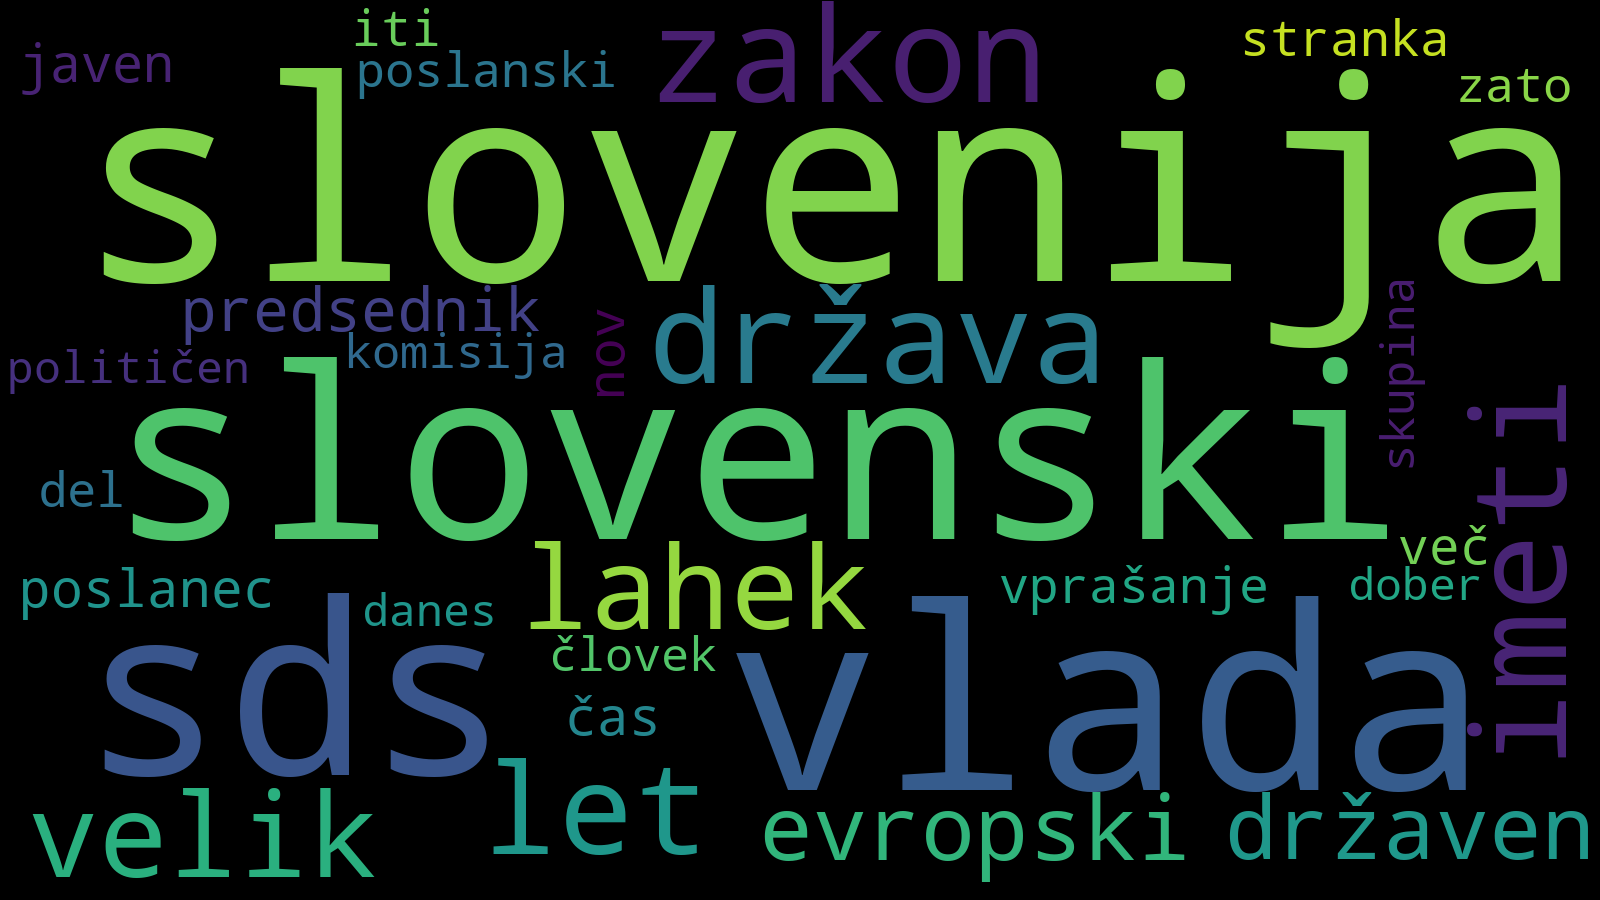 iti
stranka
javen
poslanski
zakon
zato
slovenija
predsednik
nov
država
skupina
političen
komisija
slovenski
imeti
del
več
poslanec
danes
lahek
vprašanje
dober
sds
človek
vlada
čas
velik
let
evropski
državen